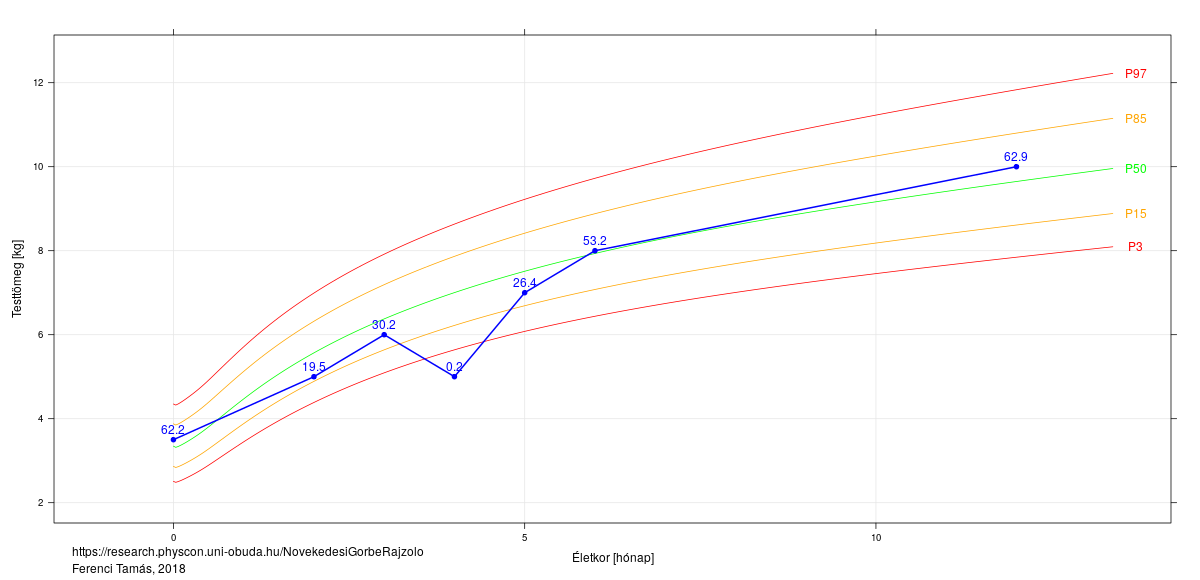 12
10
8
6
4
2
Testtömeg [kg]
P97
P85
P50
P15
P3
62.2
19.5
30.2
0.2
26.4
53.2
62.9
0
5
10
Életkor [hónap]
https://research.physcon.uni-obuda.hu/NovekedesiGorbeRajzolo
Ferenci Tamás, 2018